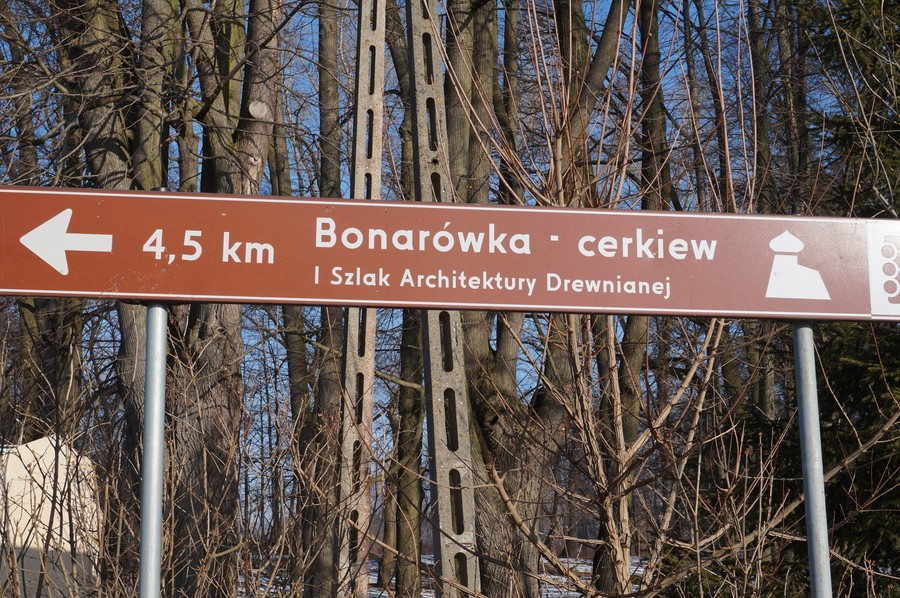 4,5 km
Bonarówka - cerkiew
I Szlak Architektury Drewnianej